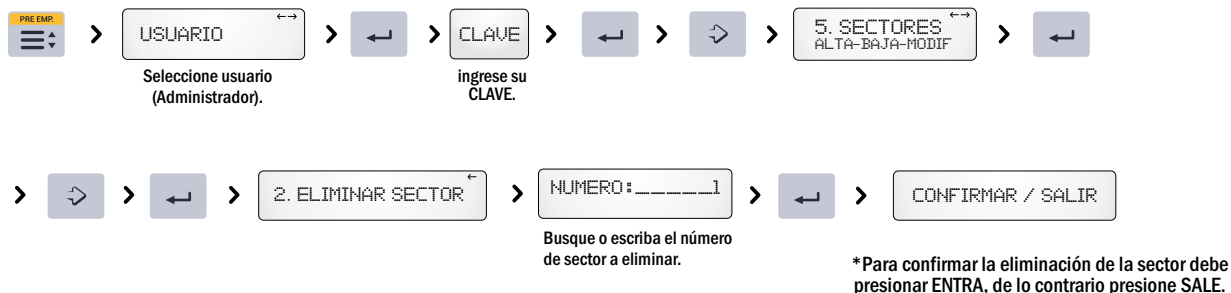 PRE EMP.
USUARIO
Seleccione usuario
(Administrador).
CLAVE
ingrese su
CLAVE.
5. SECTORES
ALTA-BAJA-MODIF
2. ELIMINAR SECTOR
NUMERO:_____1
Busque o escriba el número
de sector a eliminar.
CONFIRMAR / SALIR
*Para confirmar la eliminación de la sector debe
presionar ENTRA, de lo contrario presione SALE.